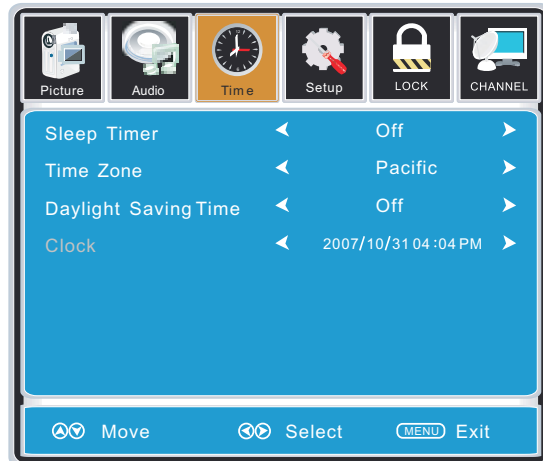 Picture Audio Time Setup LOCK CHANNEL
Sleep Timer Off
Time Zone Pacific
Daylight Saving Time Off
Clock 2007/10/31 04:04 PM
Move Select MENU Exit